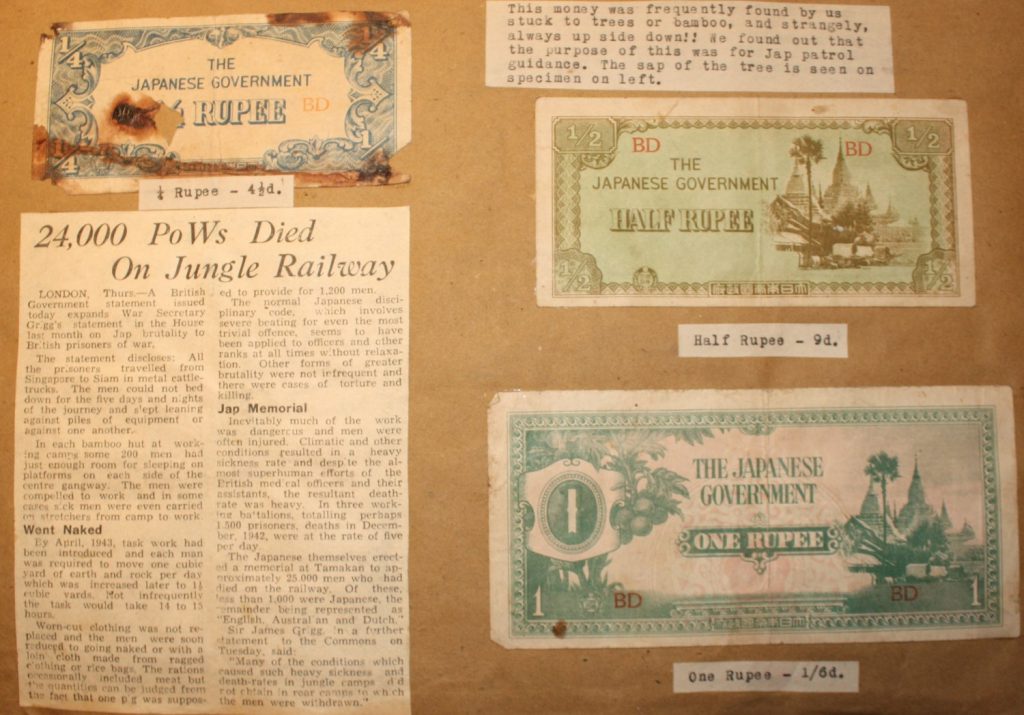 1/4
1/4
THE
JAPANESE GOVERNMENT
RUPEE
BD
1/4
¼ Rupee - 4½d.
This money was frequently found by us
stuck to trees or bamboo, and strangely,
always up side down!! We found out that
the purpose of this was for Jap patrol
guidance. The sap of the tree is seen on
specimen on left.
1/2
1/2
BD
BD
THE
JAPANESE GOVERNMENT
HALF RUPEE
1/2
1/2
Half Rupee - 9d.
1
THE JAPANESE
GOVERNMENT
ONE RUPEE
1
BD
BD
1
One Rupee - 1/6d.
24,000 PoWs Died
On Jungle Railway
LONDON, Thurs.—A British
Government statement issued
today expands War Secretary
Grigg's statement in the House
last month on Jap brutality to
British prisoners of war.
The statement discloses: All
the prisoners travelled from
Singapore to Siam in metal cattle-
trucks. The men could not bed
down for the five days and nights
of the journey and slept leaning
against piles of equipment or
against one another.
In each bamboo hut at work-
ing camps some 200 men had
just enough room for sleeping on
platforms on each side of the
centre gangway. The men were
compelled to work and in some
cases sick men were even carried
on stretchers from camp to work.
Went Naked
By April, 1943, task work had
been introduced and each man
was required to move one cubic
yard of earth and rock per day
which was increased later to 1½
cubic yards. Not infrequently
the task would take 14 to 15
hours.
Worn-out clothing was not re-
placed and the men were soon
reduced to going naked or with a
loin cloth made from ragged
clothing or rice bags. The rations
occasionally included meat but
the quantities can be judged from
the fact that one pig was suppos-
ed to provide for 1,200 men.
The normal Japanese disci-
plinary code, which involves
severe beating for even the most
trivial offence, seems to have
been applied to officers and other
ranks at all times without relaxa-
tion. Other forms of greater
brutality were not infrequent and
there were cases of torture and
killing.
Jap Memorial
Inevitably much of the work
was dangerous and men were
often injured. Climatic and other
conditions resulted in a heavy
sickness rate and despite the al-
most superhuman efforts of the
British medical officers and their
assistants, the resultant death-
rate was heavy. In three work-
ing battalions, totalling perhaps
1,500 prisoners, deaths in Decem-
ber, 1942, were at the rate of five
per day.
The Japanese themselves erect-
ed a memorial at Tamakan to ap-
proximately 25,000 men who had
died on the railway. Of these,
less than 1,000 were Japanese, the
remainder being represented as
"English, Australian and Dutch."
Sir James Grigg, in a further
statement to the Commons on
Tuesday, said:
"Many of the conditions which
caused such heavy sickness and
death-rates in jungle camps did
not obtain in rear camps to which
the men were withdrawn."